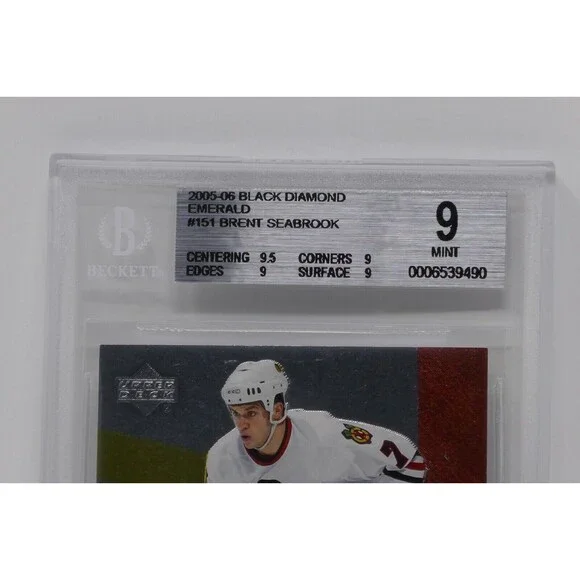 2005-06 BLACK DIAMOND
EMERALD
#151 BRENT SEABROOK
CENTERING 9.5 CORNERS 9
EDGES 9 SURFACE 9
9
MINT
0006539490
B
BECKETT
UPPER
DECK
7